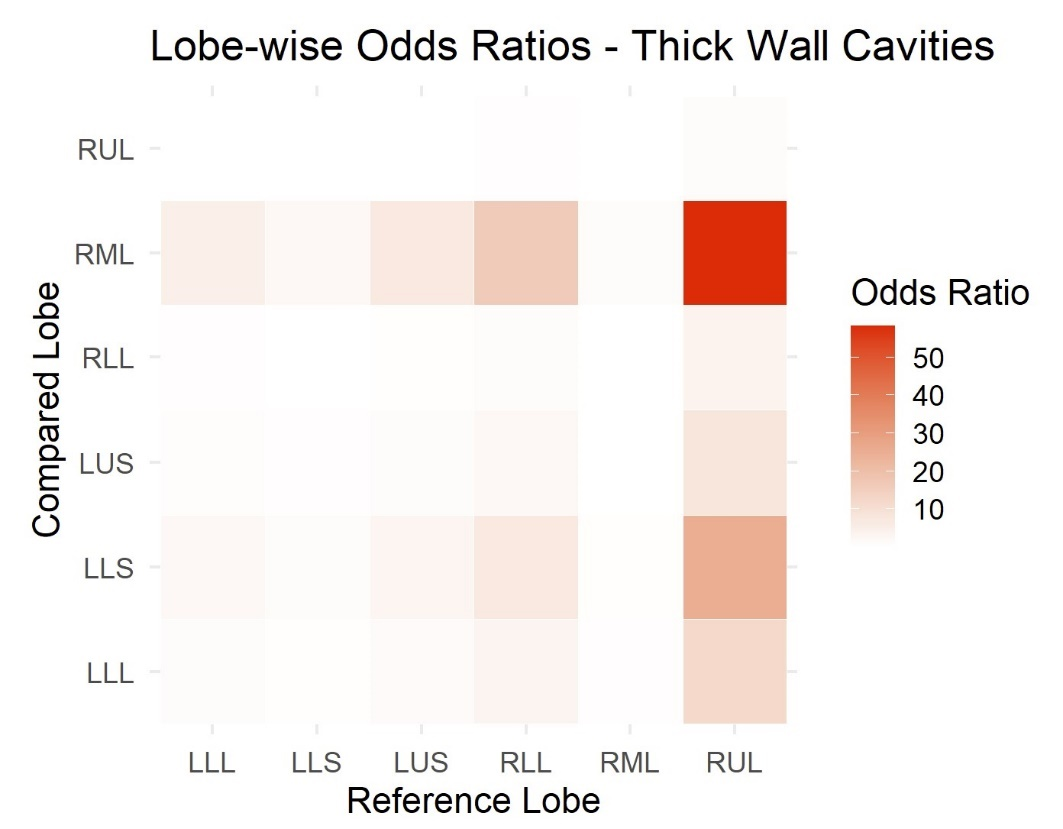 Lobe-wise Odds Ratios - Thick Wall Cavities
Compared Lobe
RUL
RML
RLL
LUS
LLS
LLL
LLL LLS LUS RLL RML RUL
Reference Lobe
Odds Ratio
50
40
30
20
10